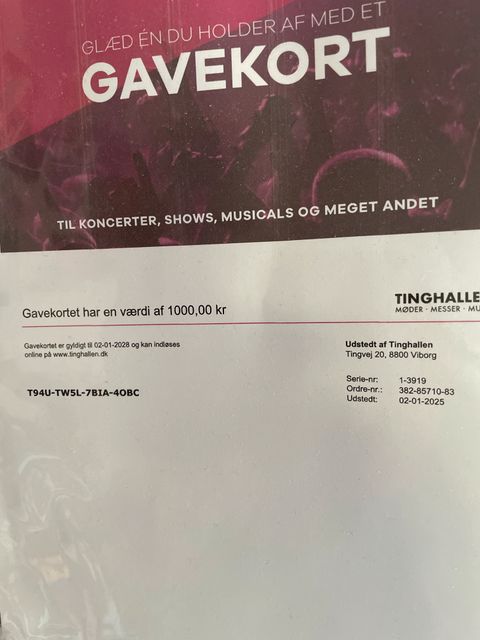 GLÆD ÉN DU HOLDER AF MED ET
GAVEKORT
TIL KONCERTER, SHOWS, MUSICALS OG MEGET ANDET
Gavekortet har en værdi af 1000,00 kr
TINGHALLE
MØDER · MESSER · MU
Gavekortet er gyldigt til 02-01-2028 og kan indløses
online på www.tinghallen.dk
Udstedt af Tinghallen
Tingvej 20, 8800 Viborg
T94U-TW5L-7BIA-4OBC
Serie-nr: 1-3919
Ordre-nr.: 382-85710-83
Udstedt: 02-01-2025